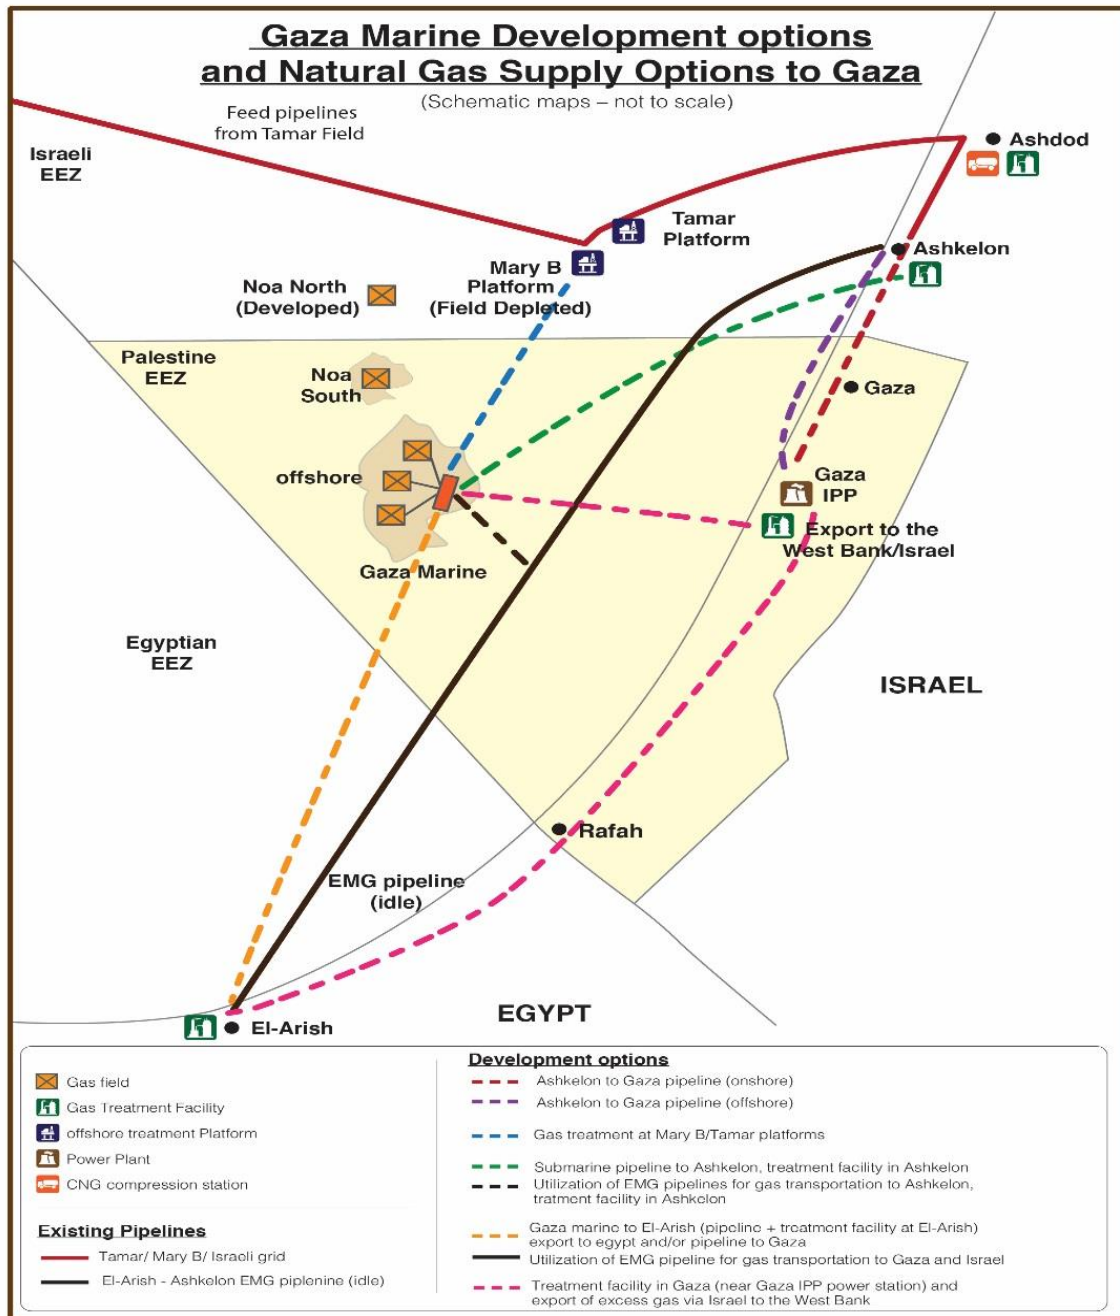 Gaza Marine Development options
and Natural Gas Supply Options to Gaza
(Schematic maps – not to scale)
Feed pipelines
from Tamar Field
Israeli
EEZ
Ashdod
Tamar
Platform
Ashkelon
Mary B
Platform
(Field Depleted)
Noa North
(Developed)
Palestine
EEZ
Noa
South
Gaza
offshore
Gaza
IPP
Export to the
West Bank/Israel
Gaza Marine
Egyptian
EEZ
ISRAEL
Rafah
EMG pipeline
(idle)
EGYPT
El-Arish
Gas field
Gas Treatment Facility
offshore treatment Platform
Power Plant
CNG compression station
Existing Pipelines
Tamar/ Mary B/ Israeli grid
El-Arish - Ashkelon EMG piplenine (idle)
Development options
Ashkelon to Gaza pipeline (onshore)
Ashkelon to Gaza pipeline (offshore)
Gas treatment at Mary B/Tamar platforms
Submarine pipeline to Ashkelon, treatment facility in Ashkelon
Utilization of EMG pipelines for gas transportation to Ashkelon,
tratment facility in Ashkelon
Gaza marine to El-Arish (pipeline + treatment facility at El-Arish)
export to egypt and/or pipeline to Gaza
Utilization of EMG pipeline for gas transportation to Gaza and Israel
Treatment facility in Gaza (near Gaza IPP power station) and
export of excess gas via Israel to the West Bank